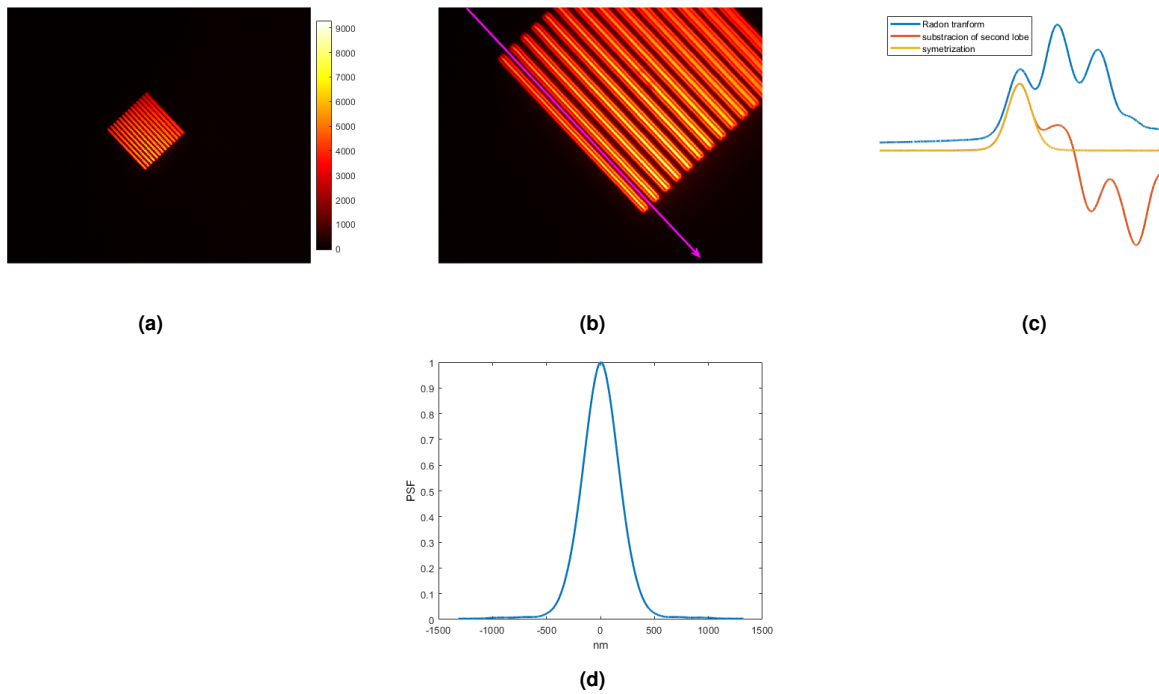 9000
8000
7000
6000
5000
4000
3000
2000
1000
0
(a)
(b)
Radon tranform
substracion of second lobe
symetrization
(c)
1
0.9
0.8
0.7
0.6
0.5
0.4
0.3
0.2
0.1
0
PSF
-1500 -1000 -500 0 500 1000 1500
nm
(d)